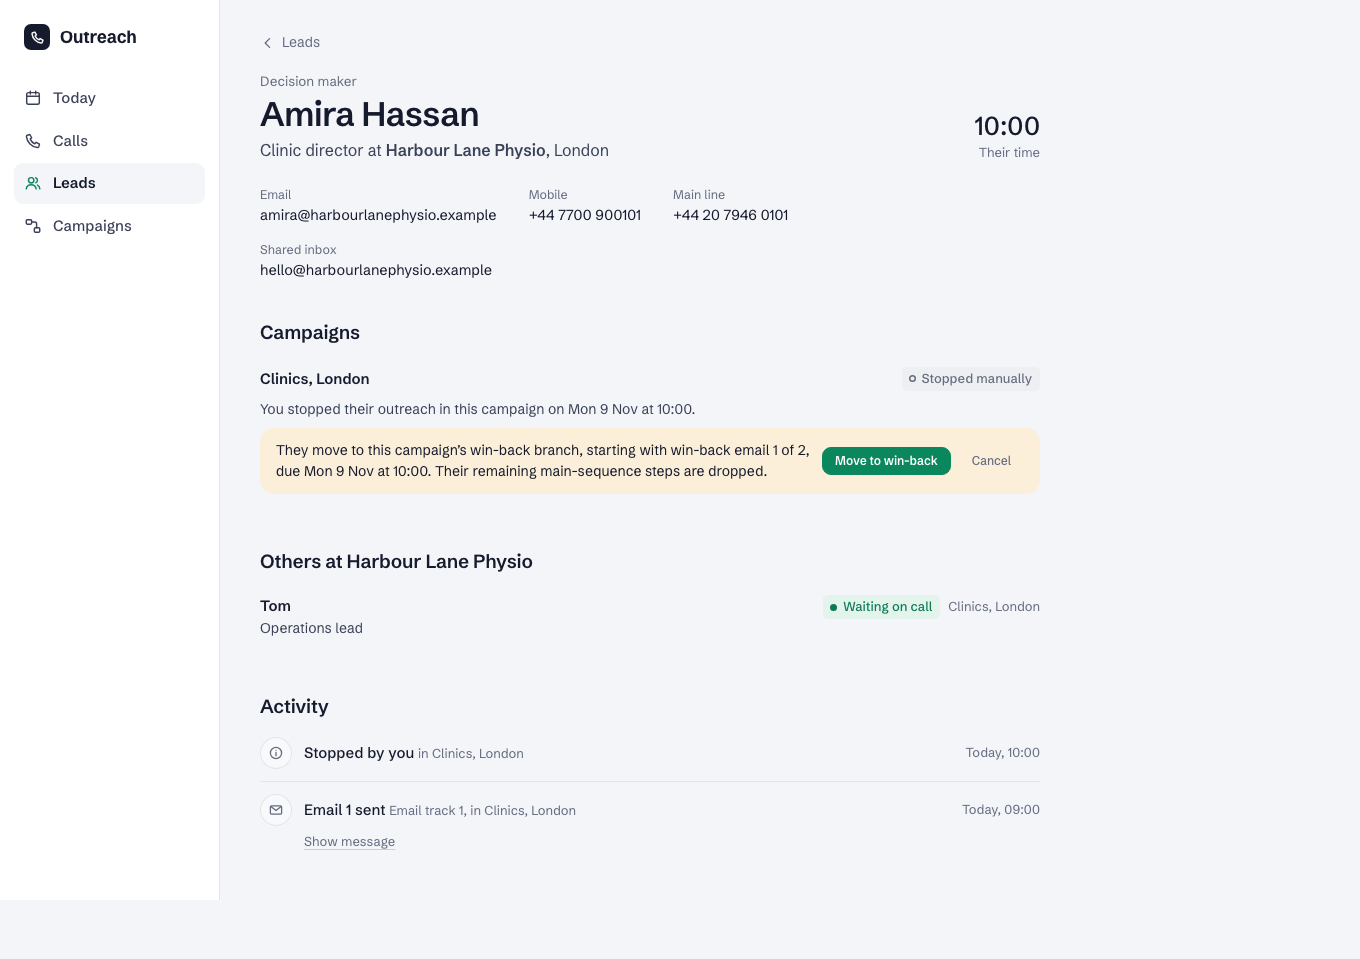 Outreach
Today
Calls
Leads
Campaigns
Leads
Decision maker
Amira Hassan
Clinic director at Harbour Lane Physio, London
10:00
Their time
Email
amira@harbourlanephysio.example
Mobile
+44 7700 900101
Main line
+44 20 7946 0101
Shared inbox
hello@harbourlanephysio.example
Campaigns
Clinics, London
Stopped manually
You stopped their outreach in this campaign on Mon 9 Nov at 10:00.
They move to this campaign's win-back branch, starting with win-back email 1 of 2,
due Mon 9 Nov at 10:00. Their remaining main-sequence steps are dropped.
Move to win-back
Cancel
Others at Harbour Lane Physio
Tom
Operations lead
Waiting on call
Clinics, London
Activity
Stopped by you in Clinics, London
Today, 10:00
Email 1 sent Email track 1, in Clinics, London
Today, 09:00
Show message